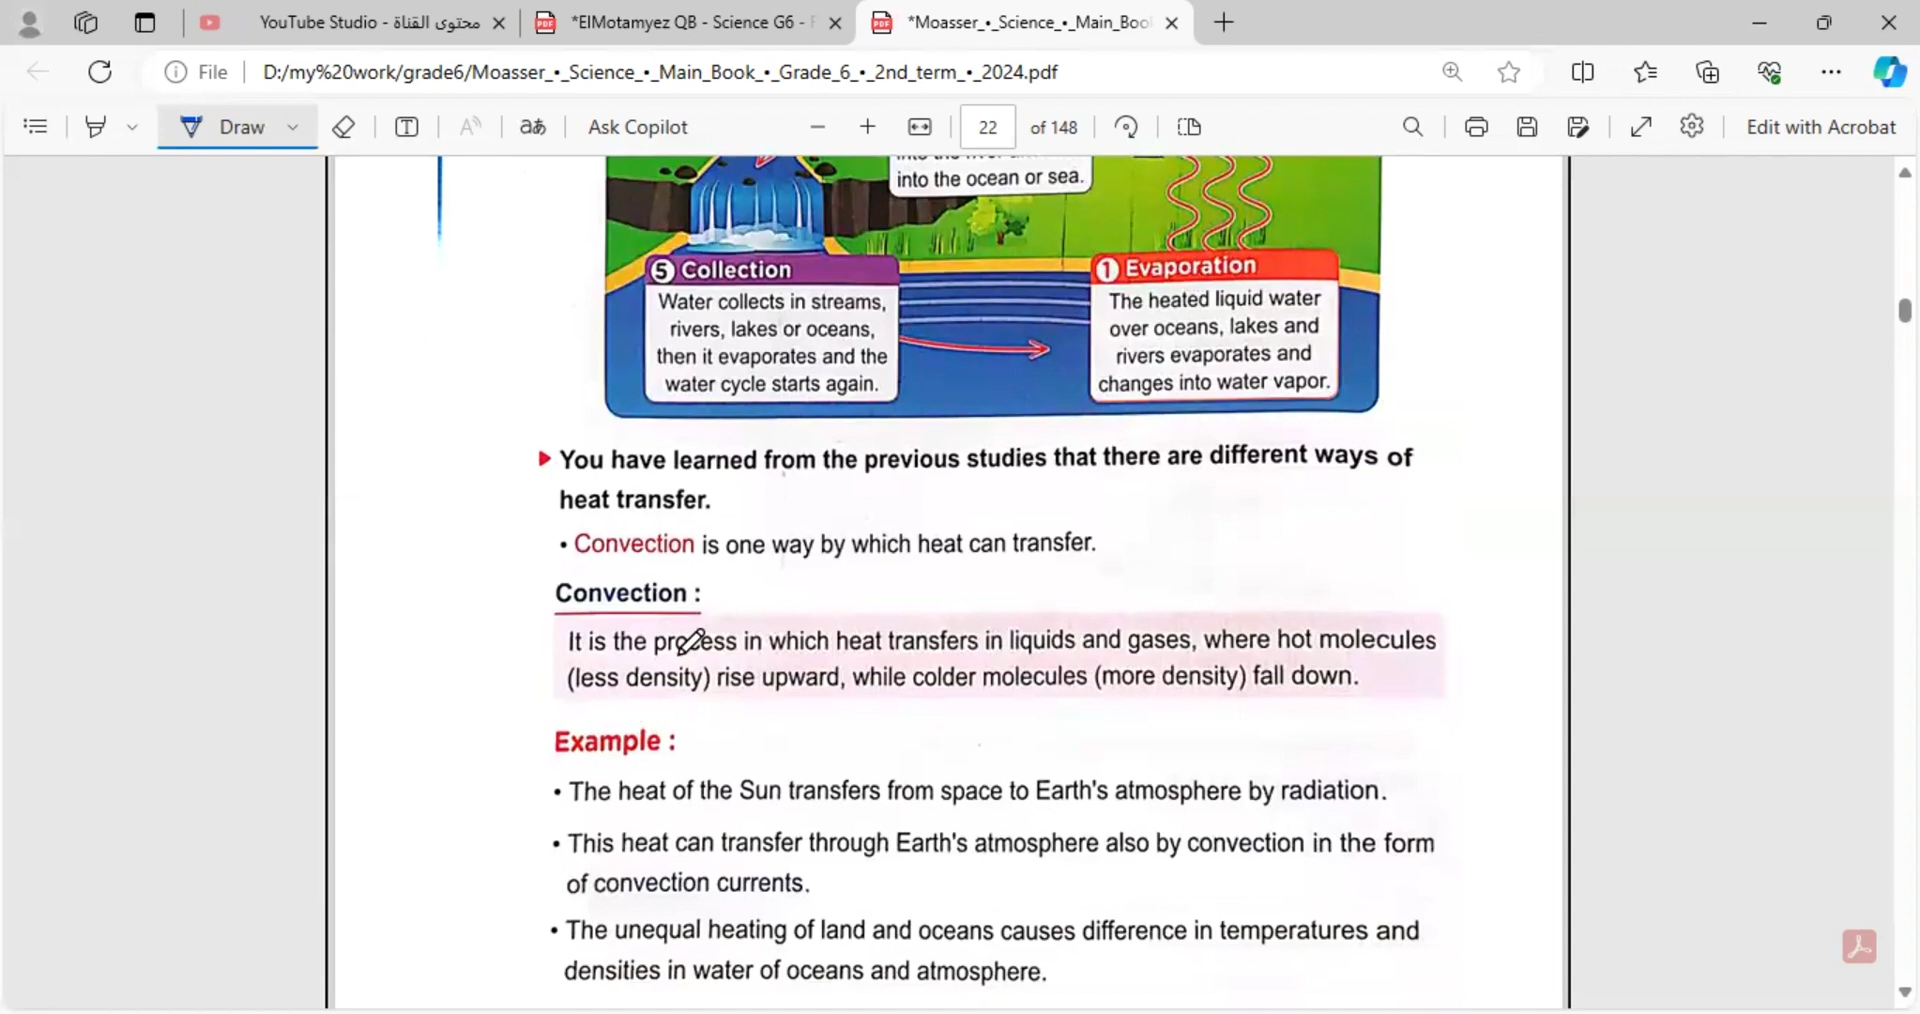 YouTube Studio - محتوى القناة
*ElMotamyez QB - Science G6 -
*Moasser_•_Science_•_Main_Boo
File
D:/my%20work/grade6/Moasser_•_Science_•_Main_Book_•_Grade_6_•_2nd_term_•_2024.pdf
Draw
aあ
Ask Copilot
22 of 148
Edit with Acrobat
into the ocean or sea.
5 Collection
Water collects in streams,
rivers, lakes or oceans,
then it evaporates and the
water cycle starts again.
1 Evaporation
The heated liquid water
over oceans, lakes and
rivers evaporates and
changes into water vapor.
You have learned from the previous studies that there are different ways of
heat transfer.
• Convection is one way by which heat can transfer.
Convection :
It is the process in which heat transfers in liquids and gases, where hot molecules
(less density) rise upward, while colder molecules (more density) fall down.
Example :
• The heat of the Sun transfers from space to Earth's atmosphere by radiation.
• This heat can transfer through Earth's atmosphere also by convection in the form
of convection currents.
• The unequal heating of land and oceans causes difference in temperatures and
densities in water of oceans and atmosphere.